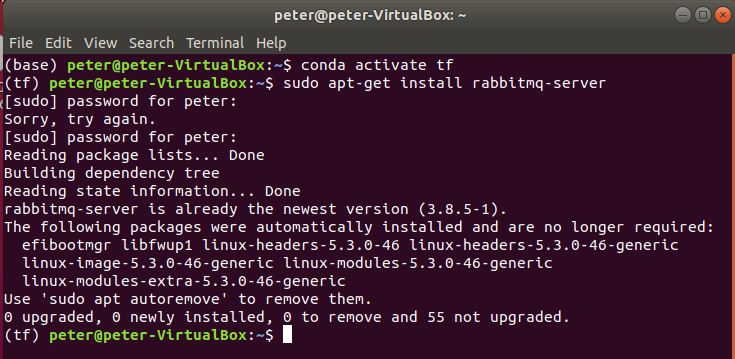 peter@peter-VirtualBox: ~
File Edit View Search Terminal Help
(base) peter@peter-VirtualBox:~$ conda activate tf
(tf) peter@peter-VirtualBox:~$ sudo apt-get install rabbitmq-server
[sudo] password for peter:
Sorry, try again.
[sudo] password for peter:
Reading package lists... Done
Building dependency tree
Reading state information... Done
rabbitmq-server is already the newest version (3.8.5-1).
The following packages were automatically installed and are no longer required:
  efibootmgr libfwup1 linux-headers-5.3.0-46 linux-headers-5.3.0-46-generic
  linux-image-5.3.0-46-generic linux-modules-5.3.0-46-generic
  linux-modules-extra-5.3.0-46-generic
Use 'sudo apt autoremove' to remove them.
0 upgraded, 0 newly installed, 0 to remove and 55 not upgraded.
(tf) peter@peter-VirtualBox:~$